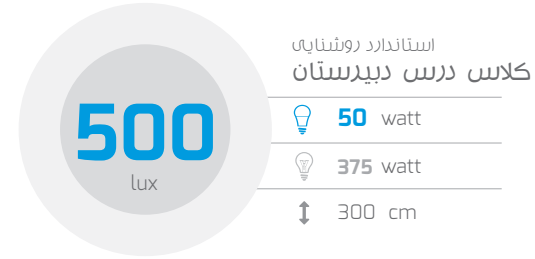 استاندارد روشنایی
کلاس درس دبیرستان
500
lux
50 watt
375 watt
300 cm